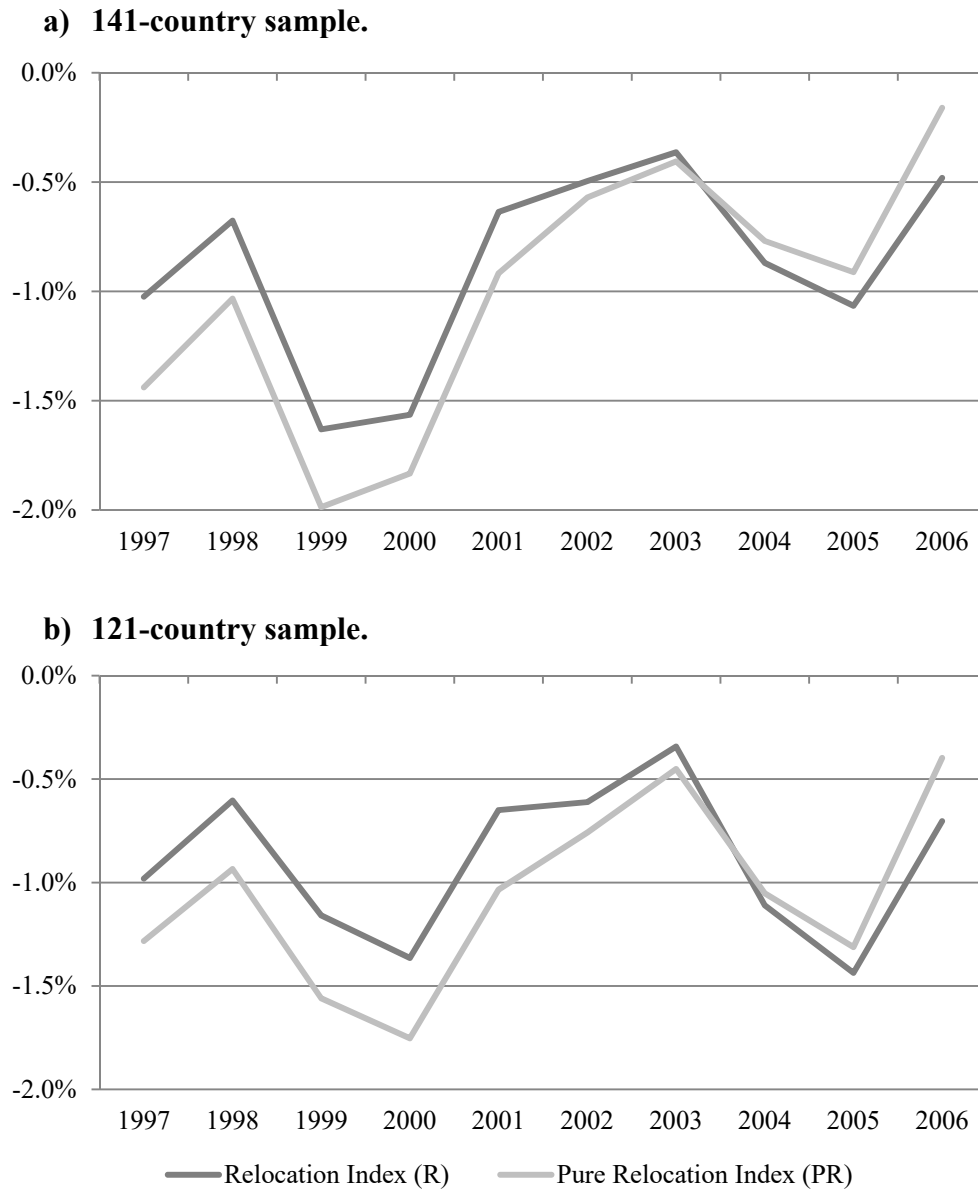 a) 141-country sample.
0.0%
-0.5%
-1.0%
-1.5%
-2.0%
1997 1998 1999 2000 2001 2002 2003 2004 2005 2006
b) 121-country sample.
0.0%
-0.5%
-1.0%
-1.5%
-2.0%
1997 1998 1999 2000 2001 2002 2003 2004 2005 2006
Relocation Index (R) Pure Relocation Index (PR)